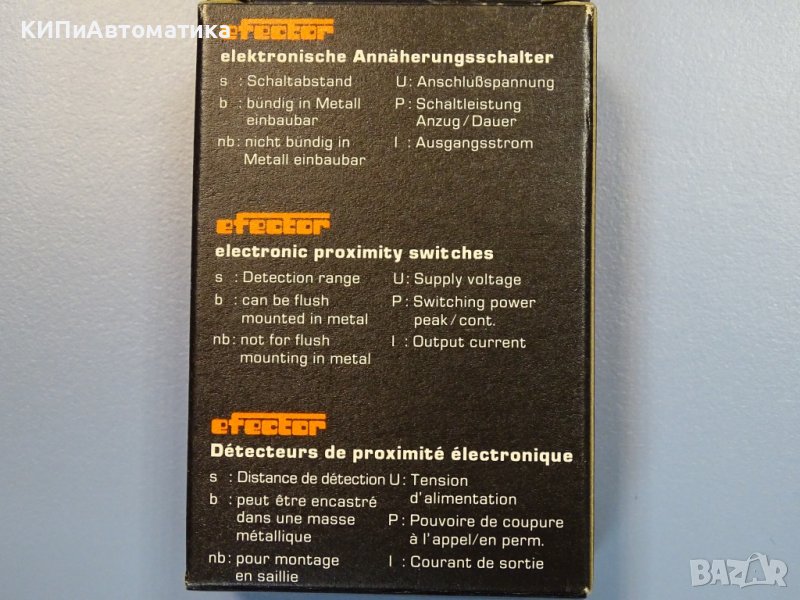 КИПиАвтоматика
efector
elektronische Annäherungsschalter
s : Schaltabstand
b : bündig in Metall
einbaubar
nb: nicht bündig in
Metall einbaubar
U: Anschlußspannung
P: Schaltleistung
Anzug/Dauer
I : Ausgangsstrom
efector
electronic proximity switches
s : Detection range
b : can be flush
mounted in metal
nb: not for flush
mounting in metal
U: Supply voltage
P: Switching power
peak/cont.
I : Output current
efector
Détecteurs de proximité électronique
s : Distance de détection
b : peut être encastré
dans une masse
métallique
nb: pour montage
en saillie
U: Tension
d'alimentation
P: Pouvoire de coupure
à l'appel/en perm.
I : Courant de sortie
BAZAR